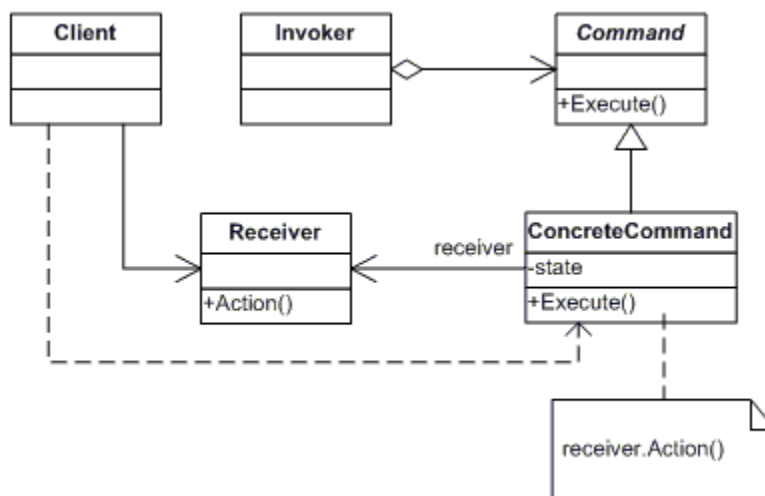 Client
Invoker
Command
+Execute()
Receiver
+Action()
receiver
ConcreteCommand
-state
+Execute()
receiver.Action()